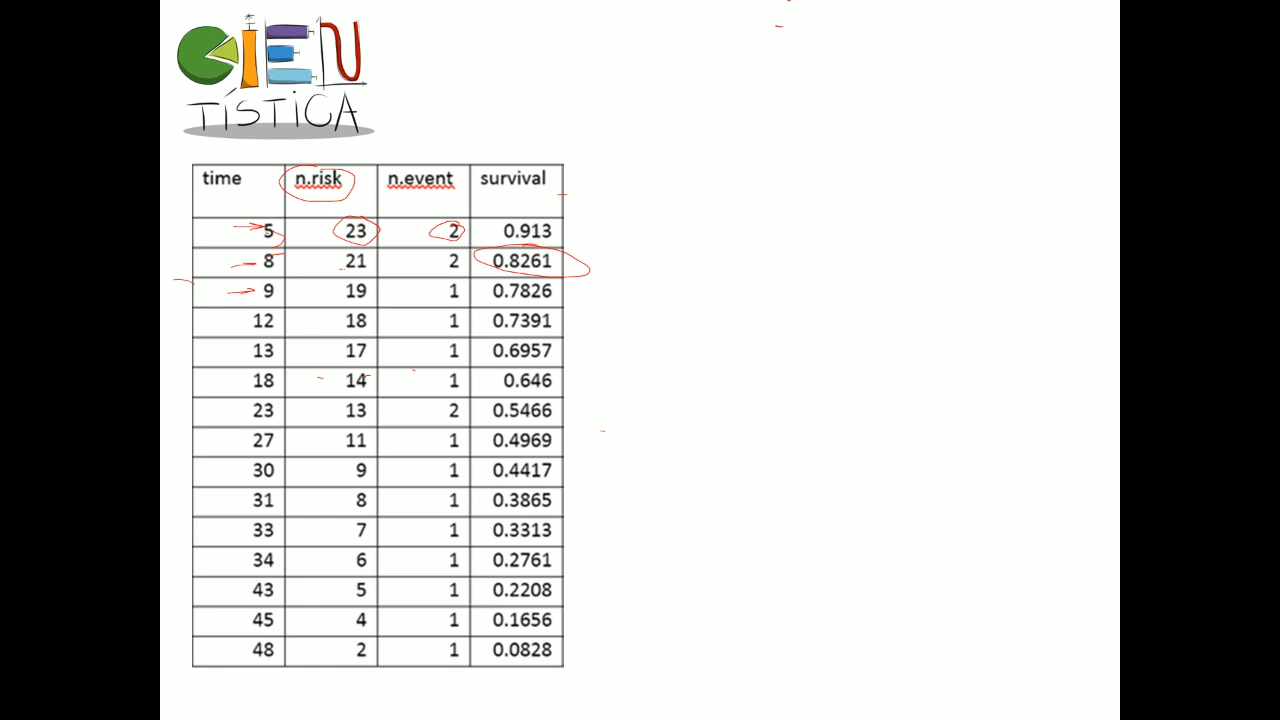 CIEN
TÍSTiCA
time n.risk n.event survival
5 23 2 0.913
8 21 2 0.8261
9 19 1 0.7826
12 18 1 0.7391
13 17 1 0.6957
18 14 1 0.646
23 13 2 0.5466
27 11 1 0.4969
30 9 1 0.4417
31 8 1 0.3865
33 7 1 0.3313
34 6 1 0.2761
43 5 1 0.2208
45 4 1 0.1656
48 2 1 0.0828